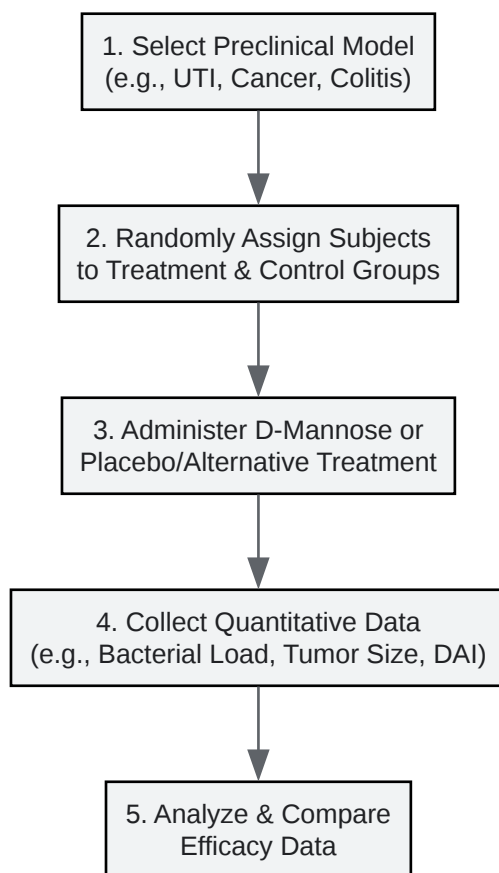 1. Select Preclinical Model
(e.g., UTI, Cancer, Colitis)
2. Randomly Assign Subjects
to Treatment & Control Groups
3. Administer D-Mannose or
Placebo/Alternative Treatment
4. Collect Quantitative Data
(e.g., Bacterial Load, Tumor Size, DAI)
5. Analyze & Compare
Efficacy Data